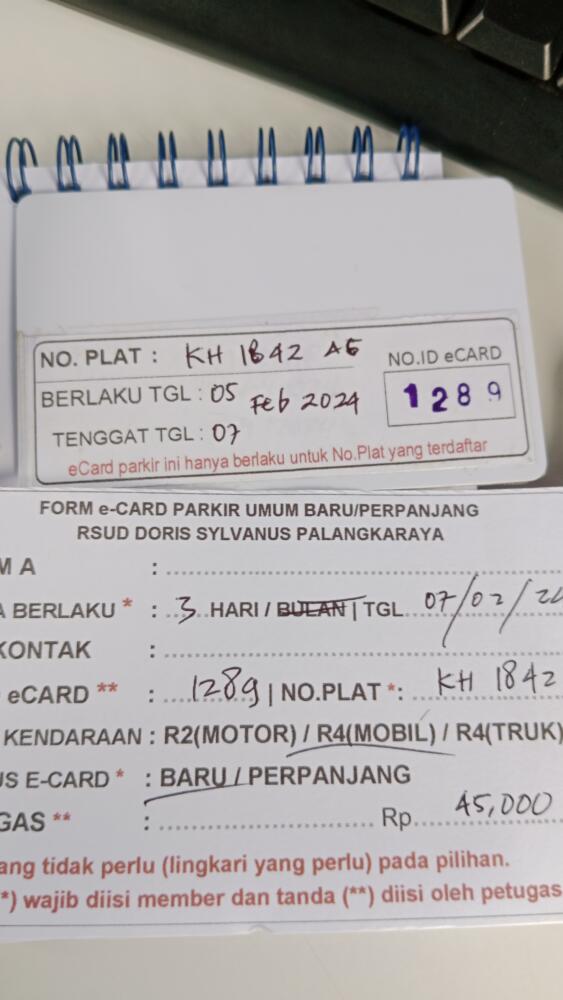 NO. PLAT : KH 1842 AG
NO.ID eCARD
BERLAKU TGL : 05 Feb 2024
1289
TENGGAT TGL : 07
eCard parkir ini hanya berlaku untuk No.Plat yang terdaftar
FORM e-CARD PARKIR UMUM BARU/PERPANJANG
RSUD DORIS SYLVANUS PALANGKARAYA
M A :
A BERLAKU * : 3 HARI / BULAN | TGL 07/02/24
KONTAK :
eCARD ** : 1289 | NO.PLAT *: KH 1842
KENDARAAN : R2(MOTOR) / R4(MOBIL) / R4(TRUK)
US E-CARD * : BARU / PERPANJANG
GAS ** : Rp. 45,000
ang tidak perlu (lingkari yang perlu) pada pilihan.
*) wajib diisi member dan tanda (**) diisi oleh petugas